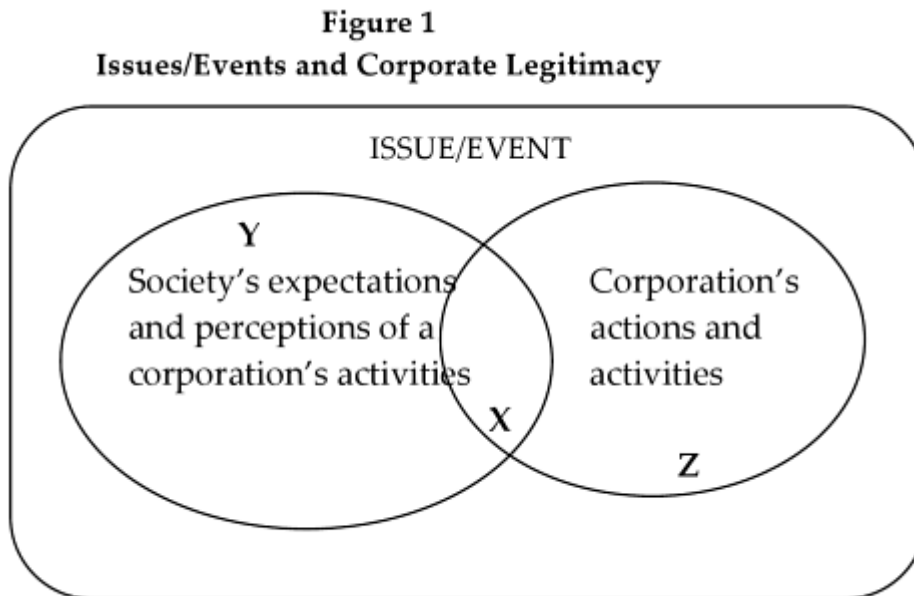 Figure 1
Issues/Events and Corporate Legitimacy
ISSUE/EVENT
Y
Society’s expectations
and perceptions of a
corporation’s activities
X
Corporation’s
actions and
activities
Z